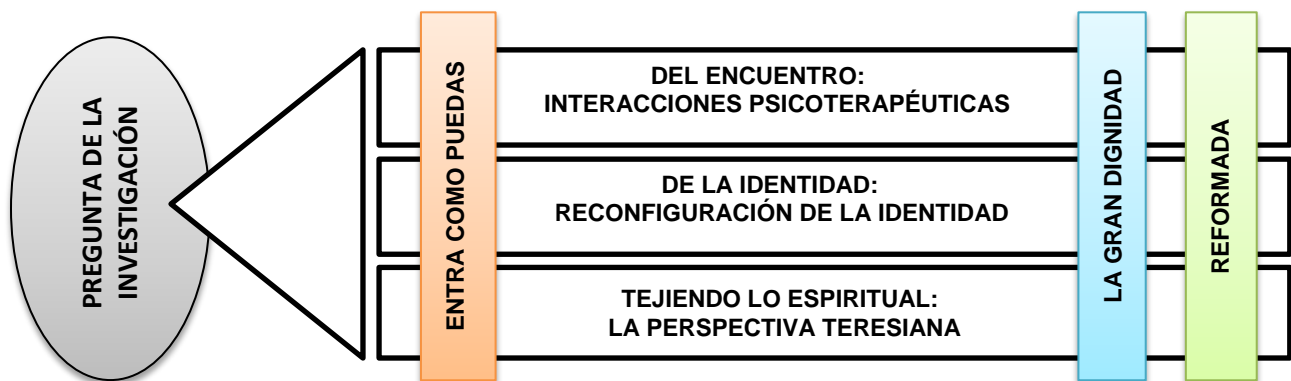 PREGUNTA DE LA
INVESTIGACIÓN
ENTRA COMO PUEDAS
DEL ENCUENTRO:
INTERACCIONES PSICOTERAPÉUTICAS
DE LA IDENTIDAD:
RECONFIGURACIÓN DE LA IDENTIDAD
TEJIENDO LO ESPIRITUAL:
LA PERSPECTIVA TERESIANA
LA GRAN DIGNIDAD
REFORMADA